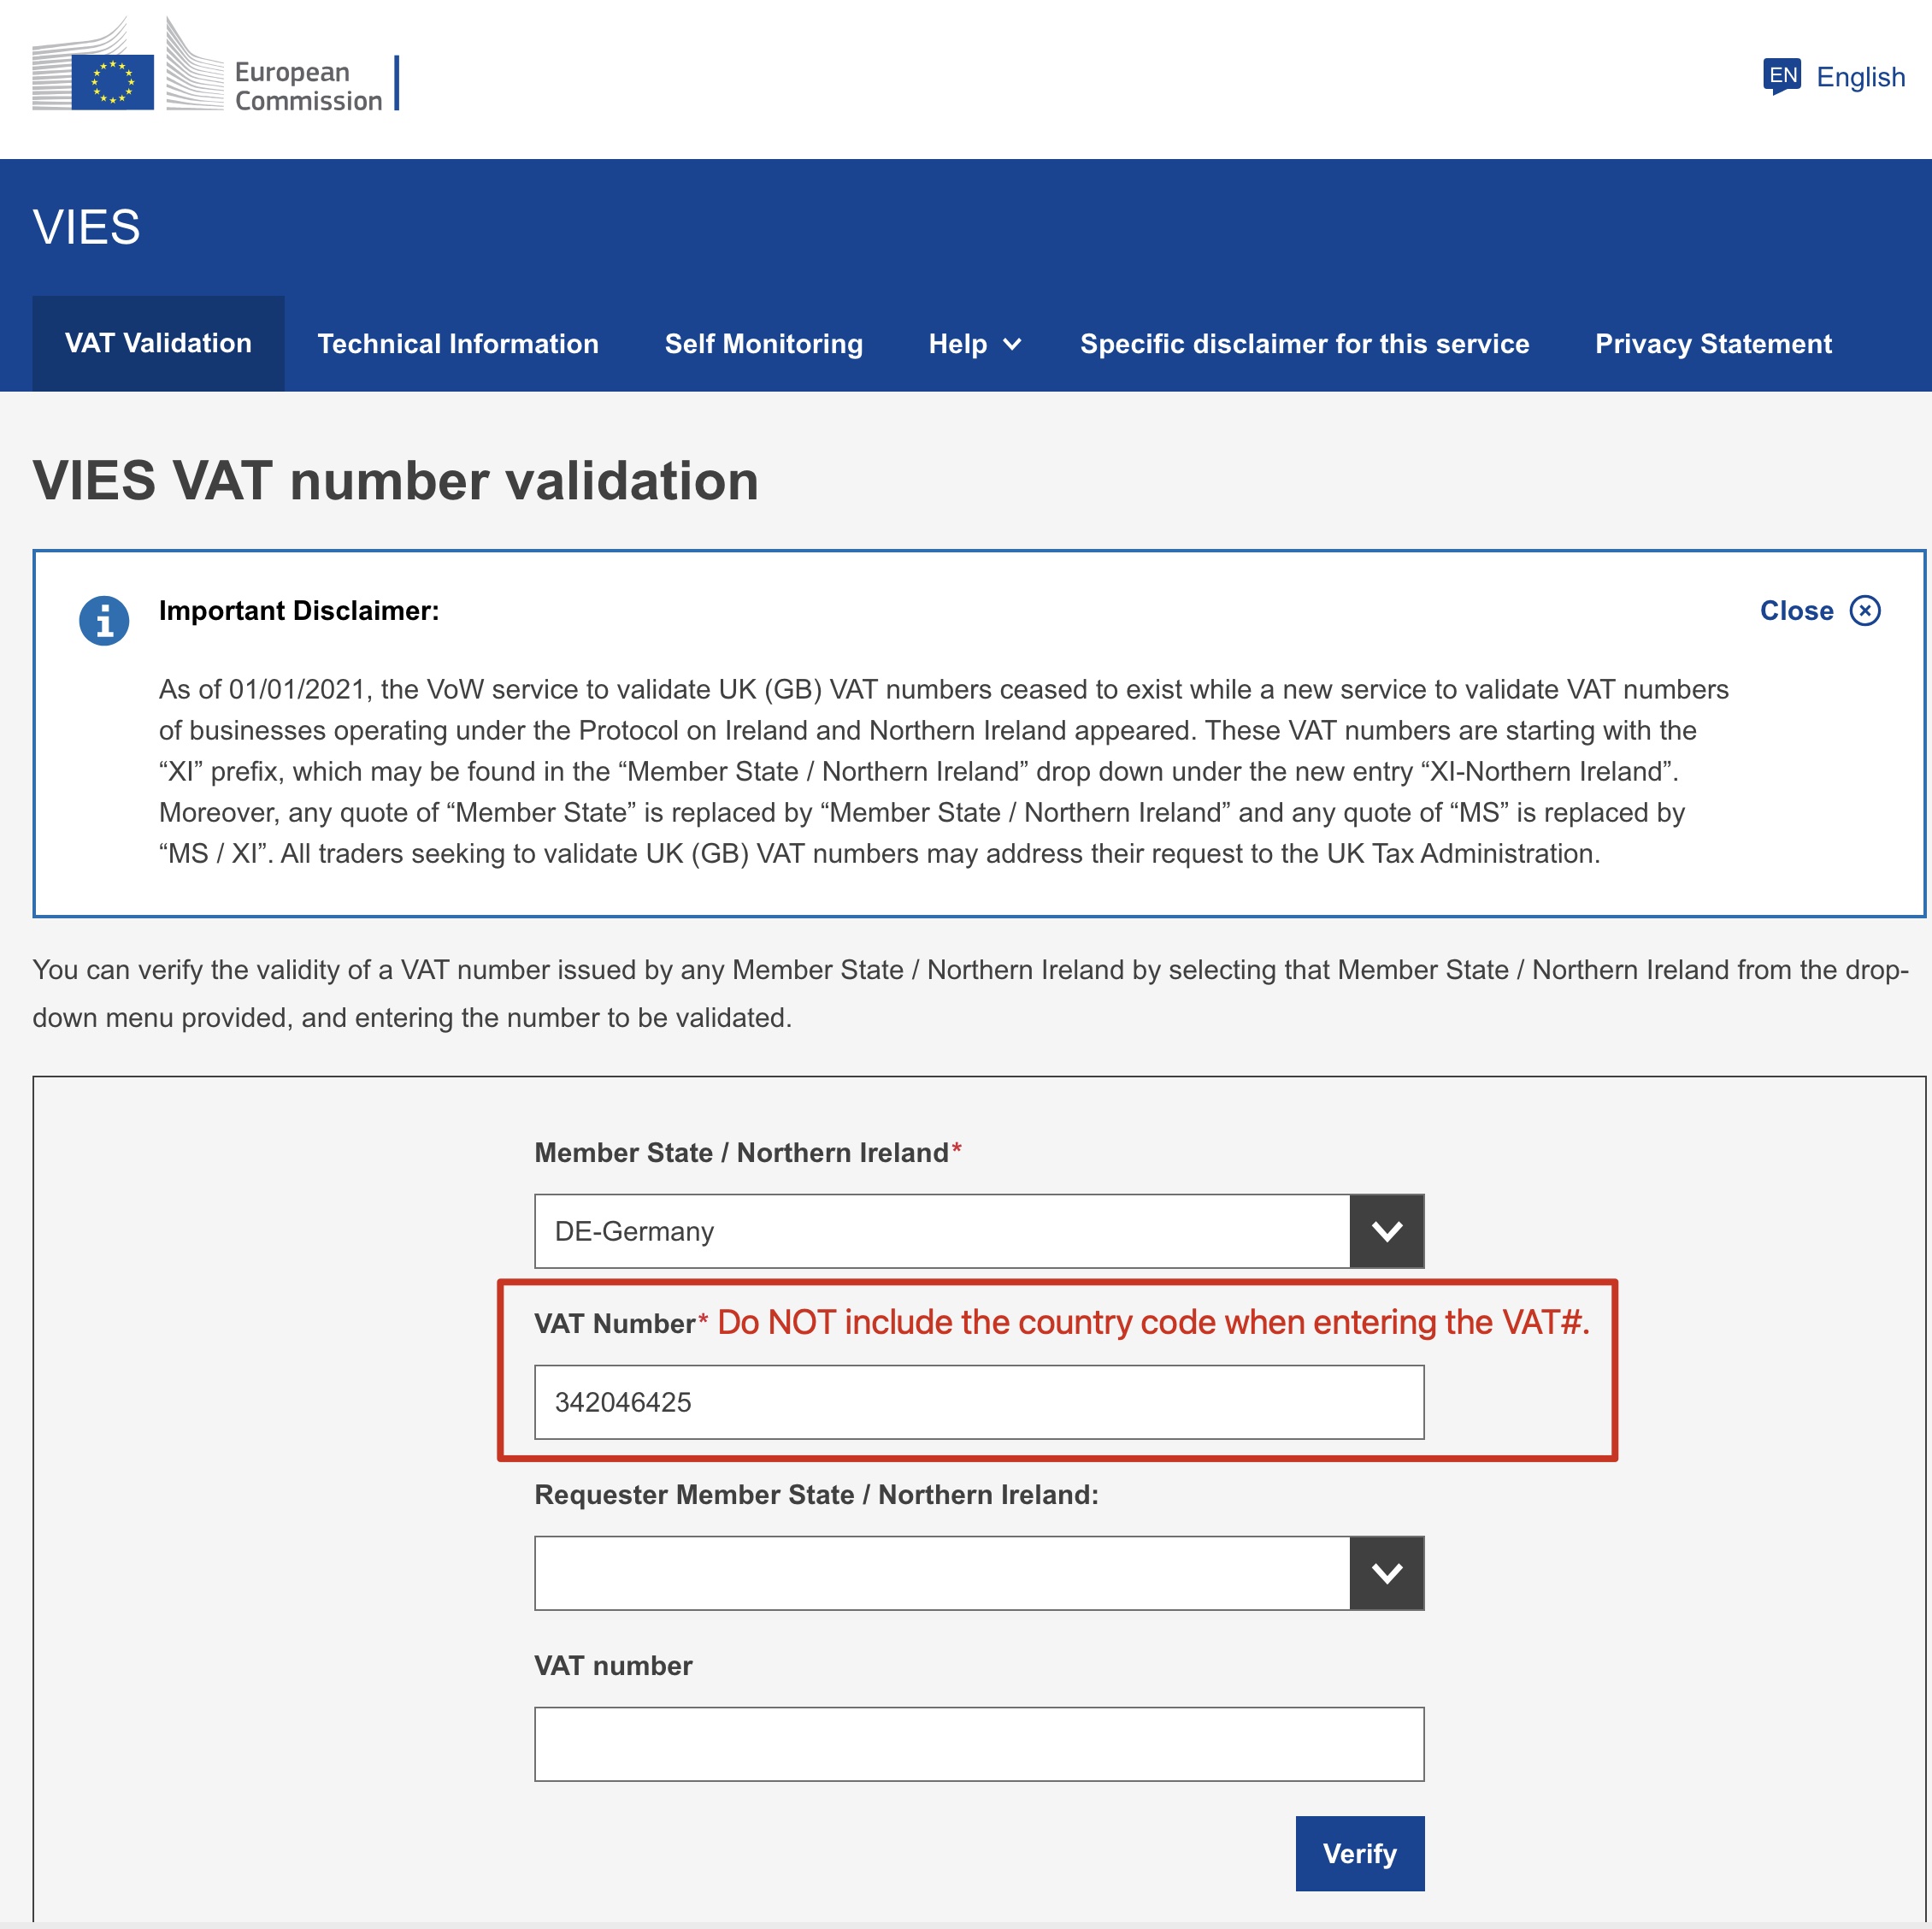 European
Commission
EN English
VIES
VAT Validation Technical Information Self Monitoring Help Specific disclaimer for this service Privacy Statement
VIES VAT number validation
Important Disclaimer:
Close
As of 01/01/2021, the VoW service to validate UK (GB) VAT numbers ceased to exist while a new service to validate VAT numbers
of businesses operating under the Protocol on Ireland and Northern Ireland appeared. These VAT numbers are starting with the
“XI” prefix, which may be found in the “Member State / Northern Ireland” drop down under the new entry “XI-Northern Ireland”.
Moreover, any quote of “Member State” is replaced by “Member State / Northern Ireland” and any quote of “MS” is replaced by
“MS / XI”. All traders seeking to validate UK (GB) VAT numbers may address their request to the UK Tax Administration.
You can verify the validity of a VAT number issued by any Member State / Northern Ireland by selecting that Member State / Northern Ireland from the drop-
down menu provided, and entering the number to be validated.
Member State / Northern Ireland*
DE-Germany
VAT Number* Do NOT include the country code when entering the VAT#.
342046425
Requester Member State / Northern Ireland:
VAT number
Verify